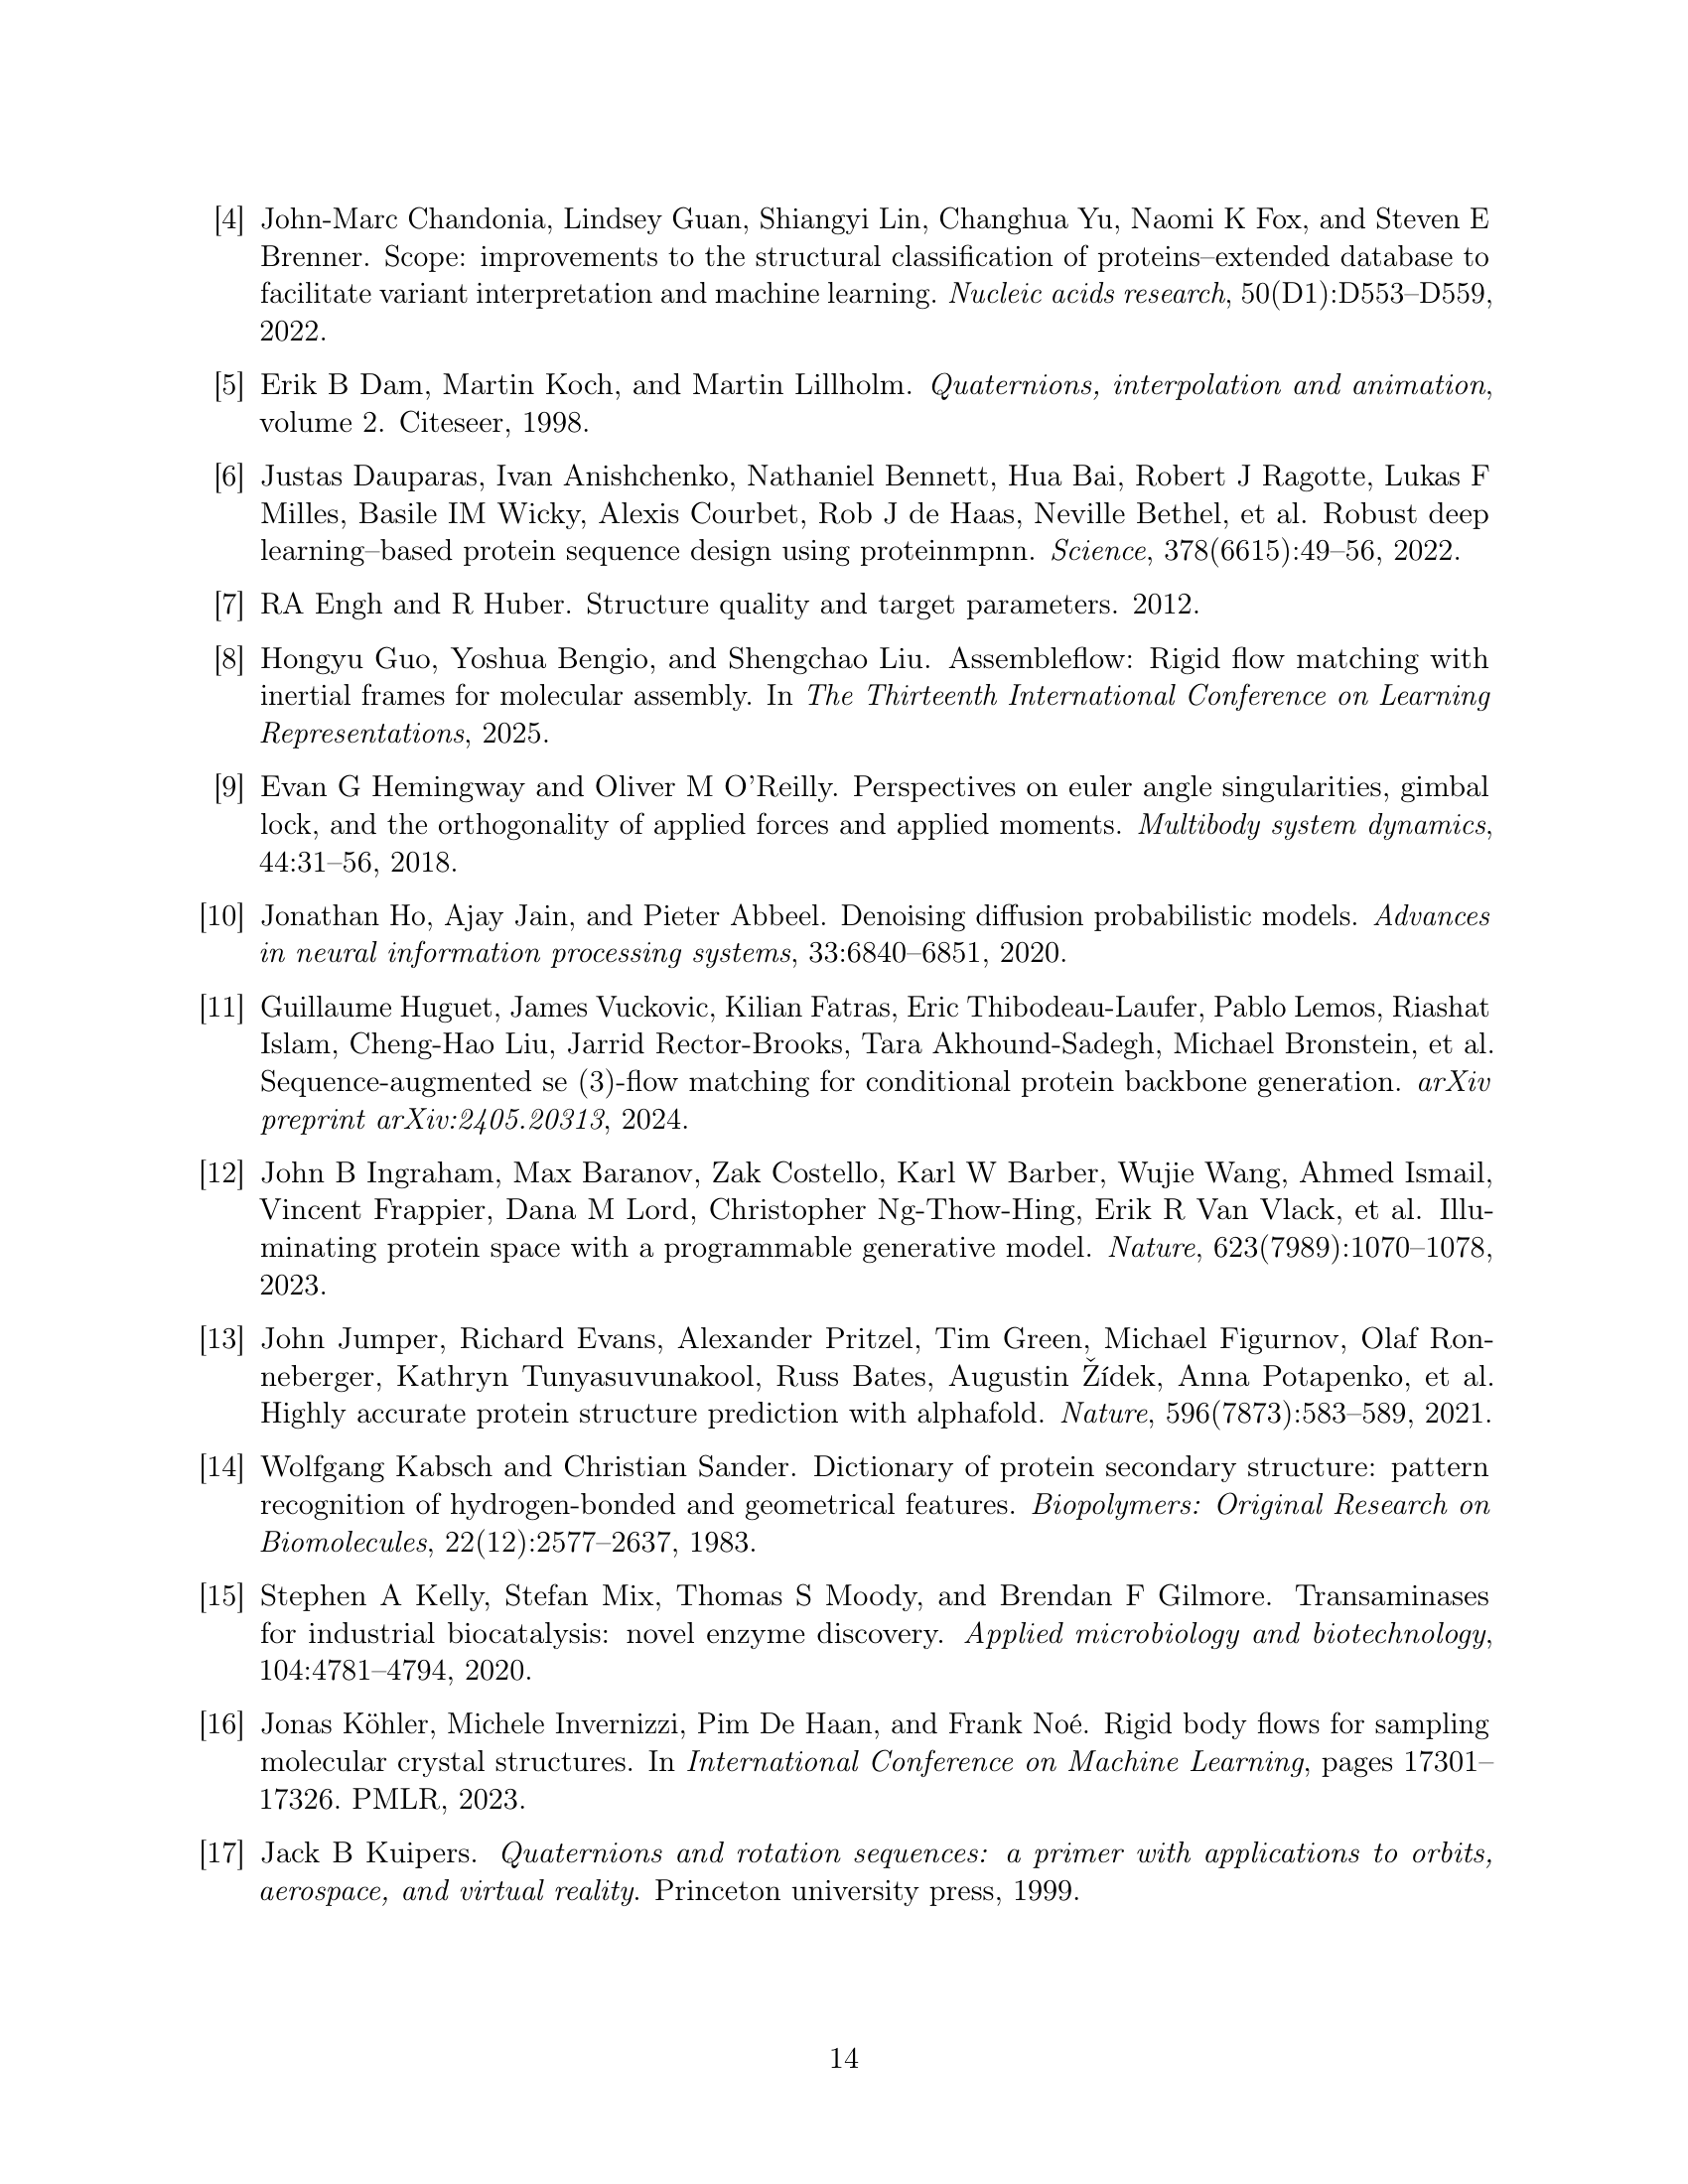 [4] John-Marc Chandonia, Lindsey Guan, Shiangyi Lin, Changhua Yu, Naomi K Fox, and Steven E
Brenner. Scope: improvements to the structural classification of proteins–extended database to
facilitate variant interpretation and machine learning. Nucleic acids research, 50(D1):D553–D559,
2022.
[5] Erik B Dam, Martin Koch, and Martin Lillholm. Quaternions, interpolation and animation,
volume 2. Citeseer, 1998.
[6] Justas Dauparas, Ivan Anishchenko, Nathaniel Bennett, Hua Bai, Robert J Ragotte, Lukas F
Milles, Basile IM Wicky, Alexis Courbet, Rob J de Haas, Neville Bethel, et al. Robust deep
learning–based protein sequence design using proteinmpnn. Science, 378(6615):49–56, 2022.
[7] RA Engh and R Huber. Structure quality and target parameters. 2012.
[8] Hongyu Guo, Yoshua Bengio, and Shengchao Liu. Assembleflow: Rigid flow matching with
inertial frames for molecular assembly. In The Thirteenth International Conference on Learning
Representations, 2025.
[9] Evan G Hemingway and Oliver M O'Reilly. Perspectives on euler angle singularities, gimbal
lock, and the orthogonality of applied forces and applied moments. Multibody system dynamics,
44:31–56, 2018.
[10] Jonathan Ho, Ajay Jain, and Pieter Abbeel. Denoising diffusion probabilistic models. Advances
in neural information processing systems, 33:6840–6851, 2020.
[11] Guillaume Huguet, James Vuckovic, Kilian Fatras, Eric Thibodeau-Laufer, Pablo Lemos, Riashat
Islam, Cheng-Hao Liu, Jarrid Rector-Brooks, Tara Akhound-Sadegh, Michael Bronstein, et al.
Sequence-augmented se (3)-flow matching for conditional protein backbone generation. arXiv
preprint arXiv:2405.20313, 2024.
[12] John B Ingraham, Max Baranov, Zak Costello, Karl W Barber, Wujie Wang, Ahmed Ismail,
Vincent Frappier, Dana M Lord, Christopher Ng-Thow-Hing, Erik R Van Vlack, et al. Illu-
minating protein space with a programmable generative model. Nature, 623(7989):1070–1078,
2023.
[13] John Jumper, Richard Evans, Alexander Pritzel, Tim Green, Michael Figurnov, Olaf Ron-
neberger, Kathryn Tunyasuvunakool, Russ Bates, Augustin Žídek, Anna Potapenko, et al.
Highly accurate protein structure prediction with alphafold. Nature, 596(7873):583–589, 2021.
[14] Wolfgang Kabsch and Christian Sander. Dictionary of protein secondary structure: pattern
recognition of hydrogen-bonded and geometrical features. Biopolymers: Original Research on
Biomolecules, 22(12):2577–2637, 1983.
[15] Stephen A Kelly, Stefan Mix, Thomas S Moody, and Brendan F Gilmore. Transaminases
for industrial biocatalysis: novel enzyme discovery. Applied microbiology and biotechnology,
104:4781–4794, 2020.
[16] Jonas Köhler, Michele Invernizzi, Pim De Haan, and Frank Noé. Rigid body flows for sampling
molecular crystal structures. In International Conference on Machine Learning, pages 17301–
17326. PMLR, 2023.
[17] Jack B Kuipers. Quaternions and rotation sequences: a primer with applications to orbits,
aerospace, and virtual reality. Princeton university press, 1999.
14